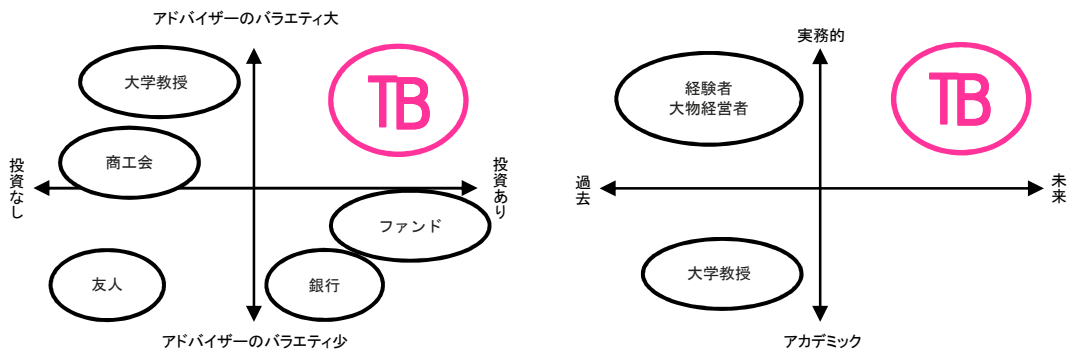 アドバイザーのバラエティ大
大学教授
TB
商工会
投資なし
投資あり
ファンド
友人
銀行
アドバイザーのバラエティ少
実務的
経験者
大物経営者
TB
過去
未来
大学教授
アカデミック